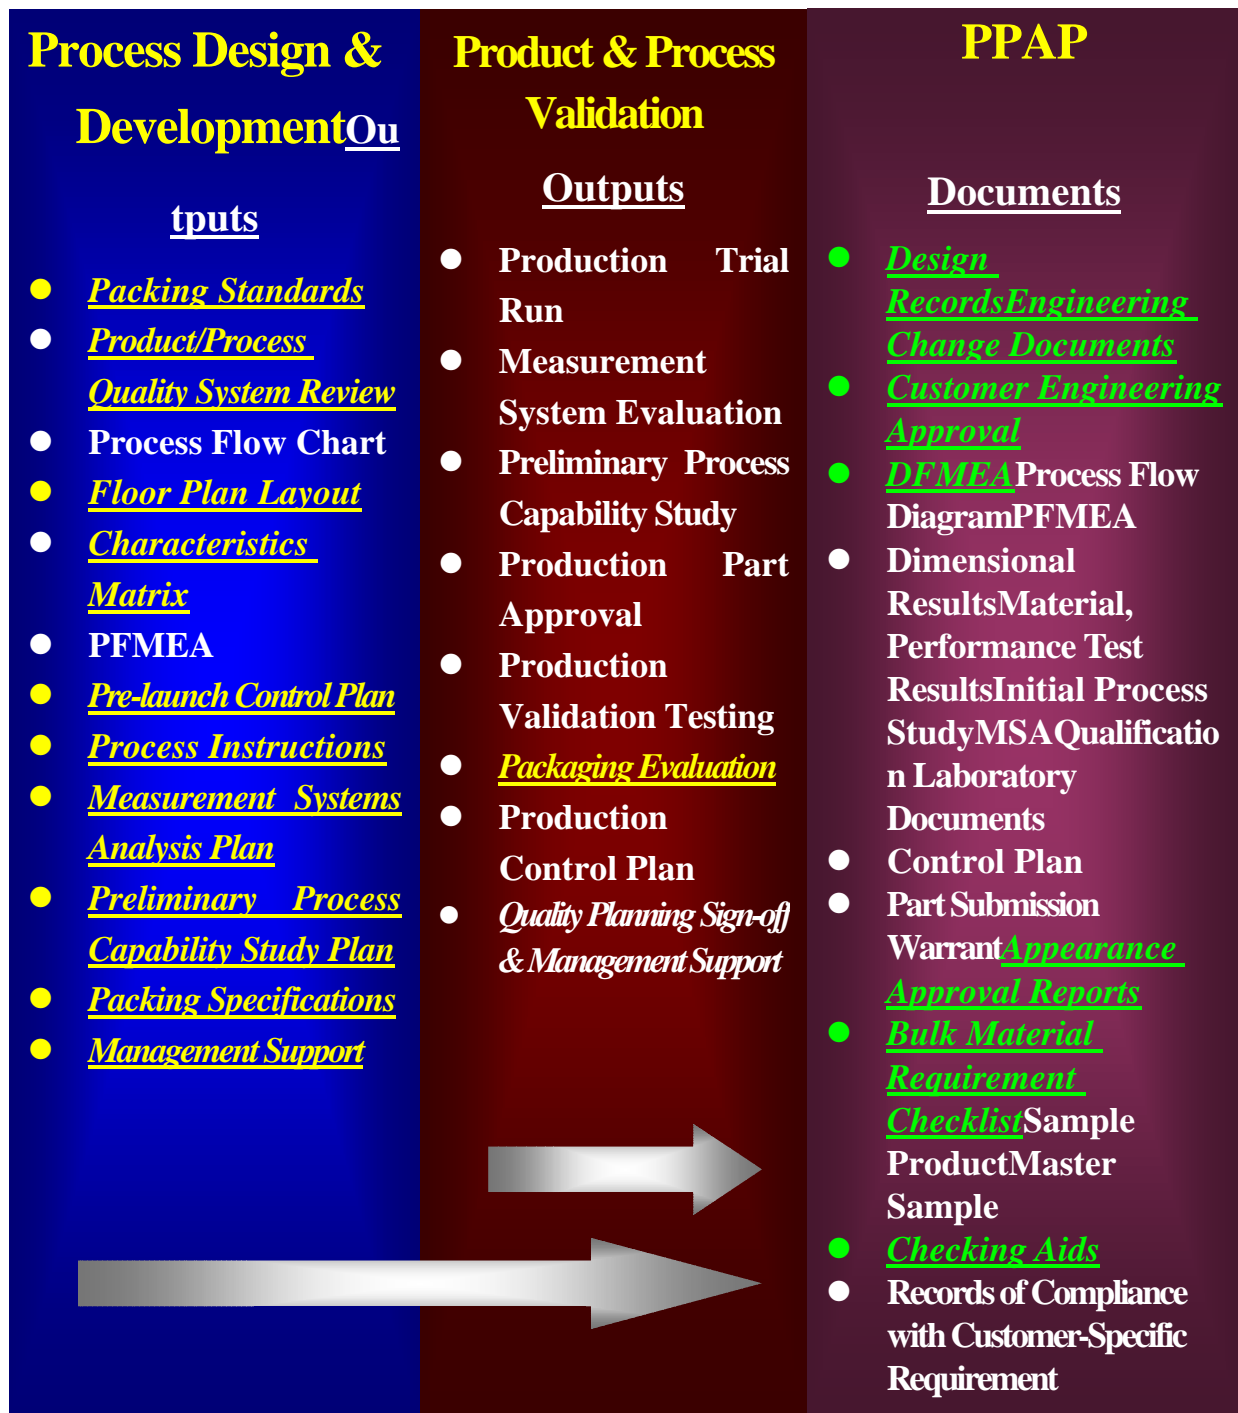 Process Design &
DevelopmentOu
tputs
Packing Standards
Product/Process
Quality System Review
Process Flow Chart
Floor Plan Layout
Characteristics
Matrix
PFMEA
Pre-launch Control Plan
Process Instructions
Measurement Systems
Analysis Plan
Preliminary Process
Capability Study Plan
Packing Specifications
Management Support
Product & Process
Validation
Outputs
Production Trial
Run
Measurement
System Evaluation
Preliminary Process
Capability Study
Production Part
Approval
Production
Validation Testing
Packaging Evaluation
Production
Control Plan
Quality Planning Sign-off
& Management Support
PPAP
Documents
Design
RecordsEngineering
Change Documents
Customer Engineering
Approval
DFMEAProcess Flow
DiagramPFMEA
Dimensional
ResultsMaterial,
Performance Test
ResultsInitial Process
StudyMSAQualificatio
n Laboratory
Documents
Control Plan
Part Submission
WarrantAppearance
Approval Reports
Bulk Material
Requirement
ChecklistSample
ProductMaster
Sample
Checking Aids
Records of Compliance
with Customer-Specific
Requirement